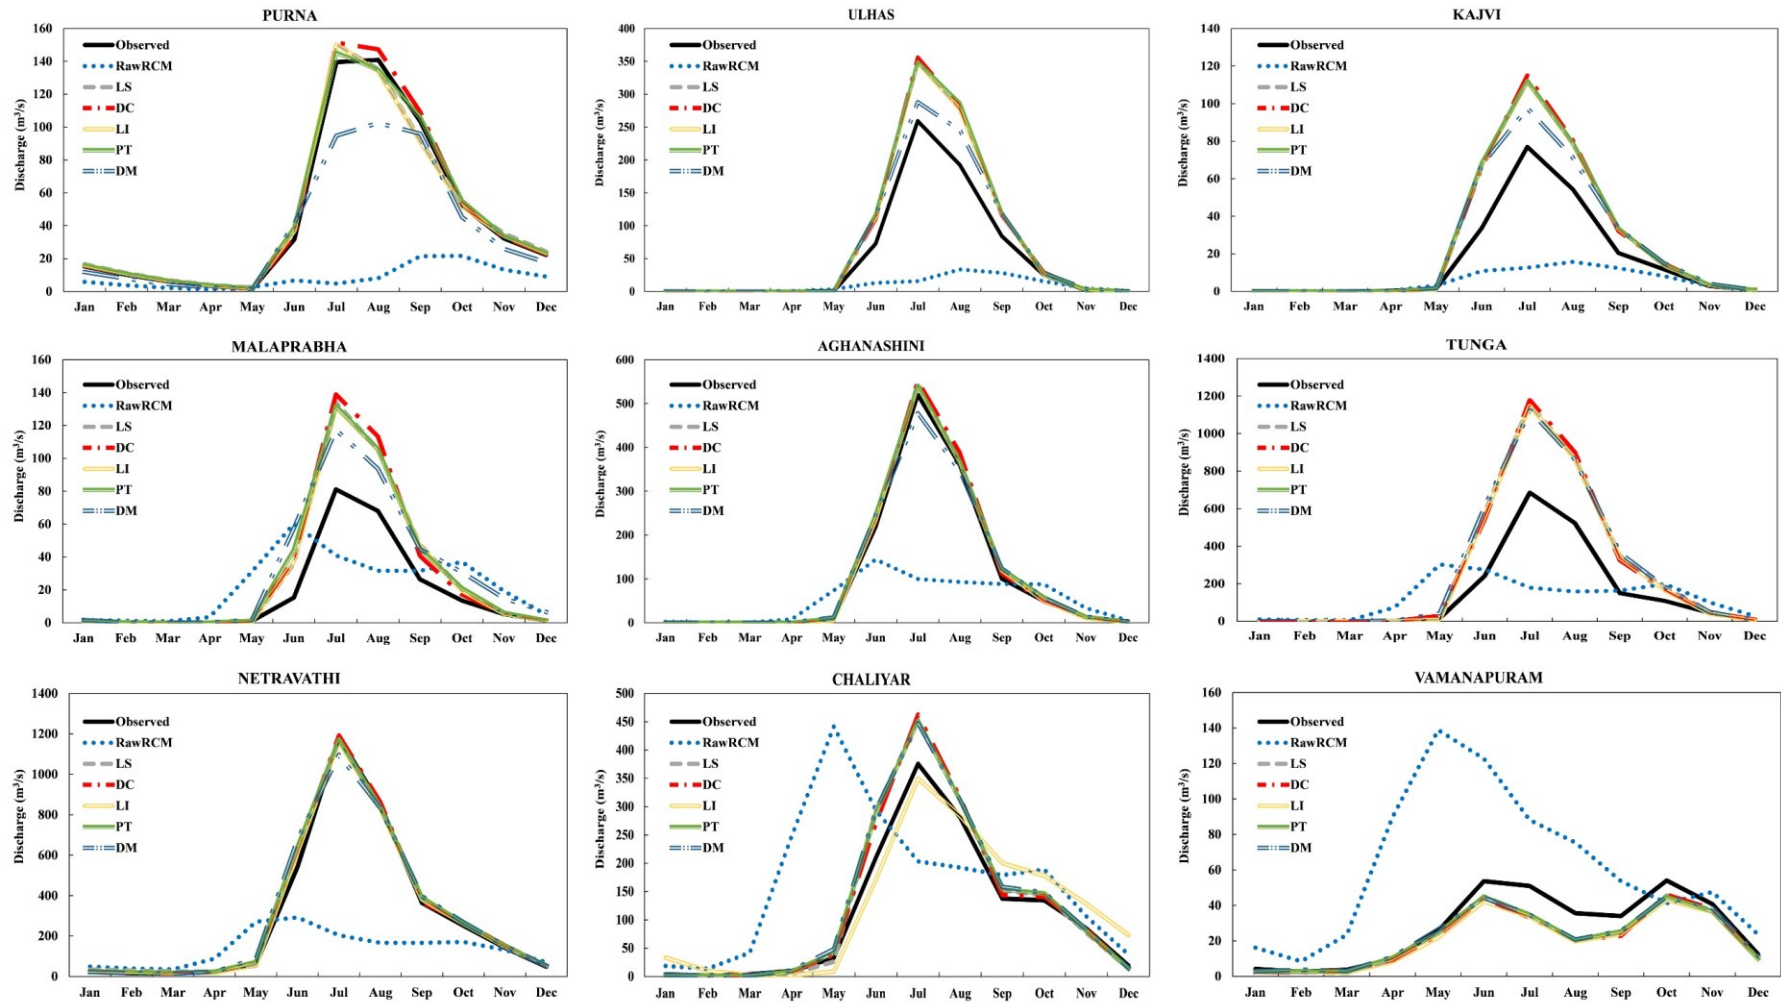 PURNA
Discharge (m³/s)
160
140
120
100
80
60
40
20
0
Observed
RawRCM
LS
DC
LI
PT
DM
Jan Feb Mar Apr May Jun Jul Aug Sep Oct Nov Dec
ULHAS
Discharge (m³/s)
400
350
300
250
200
150
100
50
0
Observed
RawRCM
LS
DC
LI
PT
DM
Jan Feb Mar Apr May Jun Jul Aug Sep Oct Nov Dec
KAJVI
Discharge (m³/s)
140
120
100
80
60
40
20
0
Observed
RawRCM
LS
DC
LI
PT
DM
Jan Feb Mar Apr May Jun Jul Aug Sep Oct Nov Dec
MALAPRABHA
Discharge (m³/s)
160
140
120
100
80
60
40
20
0
Observed
RawRCM
LS
DC
LI
PT
DM
Jan Feb Mar Apr May Jun Jul Aug Sep Oct Nov Dec
AGHANASHINI
Discharge (m³/s)
600
500
400
300
200
100
0
Observed
RawRCM
LS
DC
LI
PT
DM
Jan Feb Mar Apr May Jun Jul Aug Sep Oct Nov Dec
TUNGA
Discharge (m³/s)
1400
1200
1000
800
600
400
200
0
Observed
RawRCM
LS
DC
LI
PT
DM
Jan Feb Mar Apr May Jun Jul Aug Sep Oct Nov Dec
NETRAVATHI
Discharge (m³/s)
1400
1200
1000
800
600
400
200
0
Observed
RawRCM
LS
DC
LI
PT
DM
Jan Feb Mar Apr May Jun Jul Aug Sep Oct Nov Dec
CHALIYAR
Discharge (m³/s)
500
450
400
350
300
250
200
150
100
50
0
Observed
RawRCM
LS
DC
LI
PT
DM
Jan Feb Mar Apr May Jun Jul Aug Sep Oct Nov Dec
VAMANAPURAM
Discharge (m³/s)
160
140
120
100
80
60
40
20
0
Observed
RawRCM
LS
DC
LI
PT
DM
Jan Feb Mar Apr May Jun Jul Aug Sep Oct Nov Dec